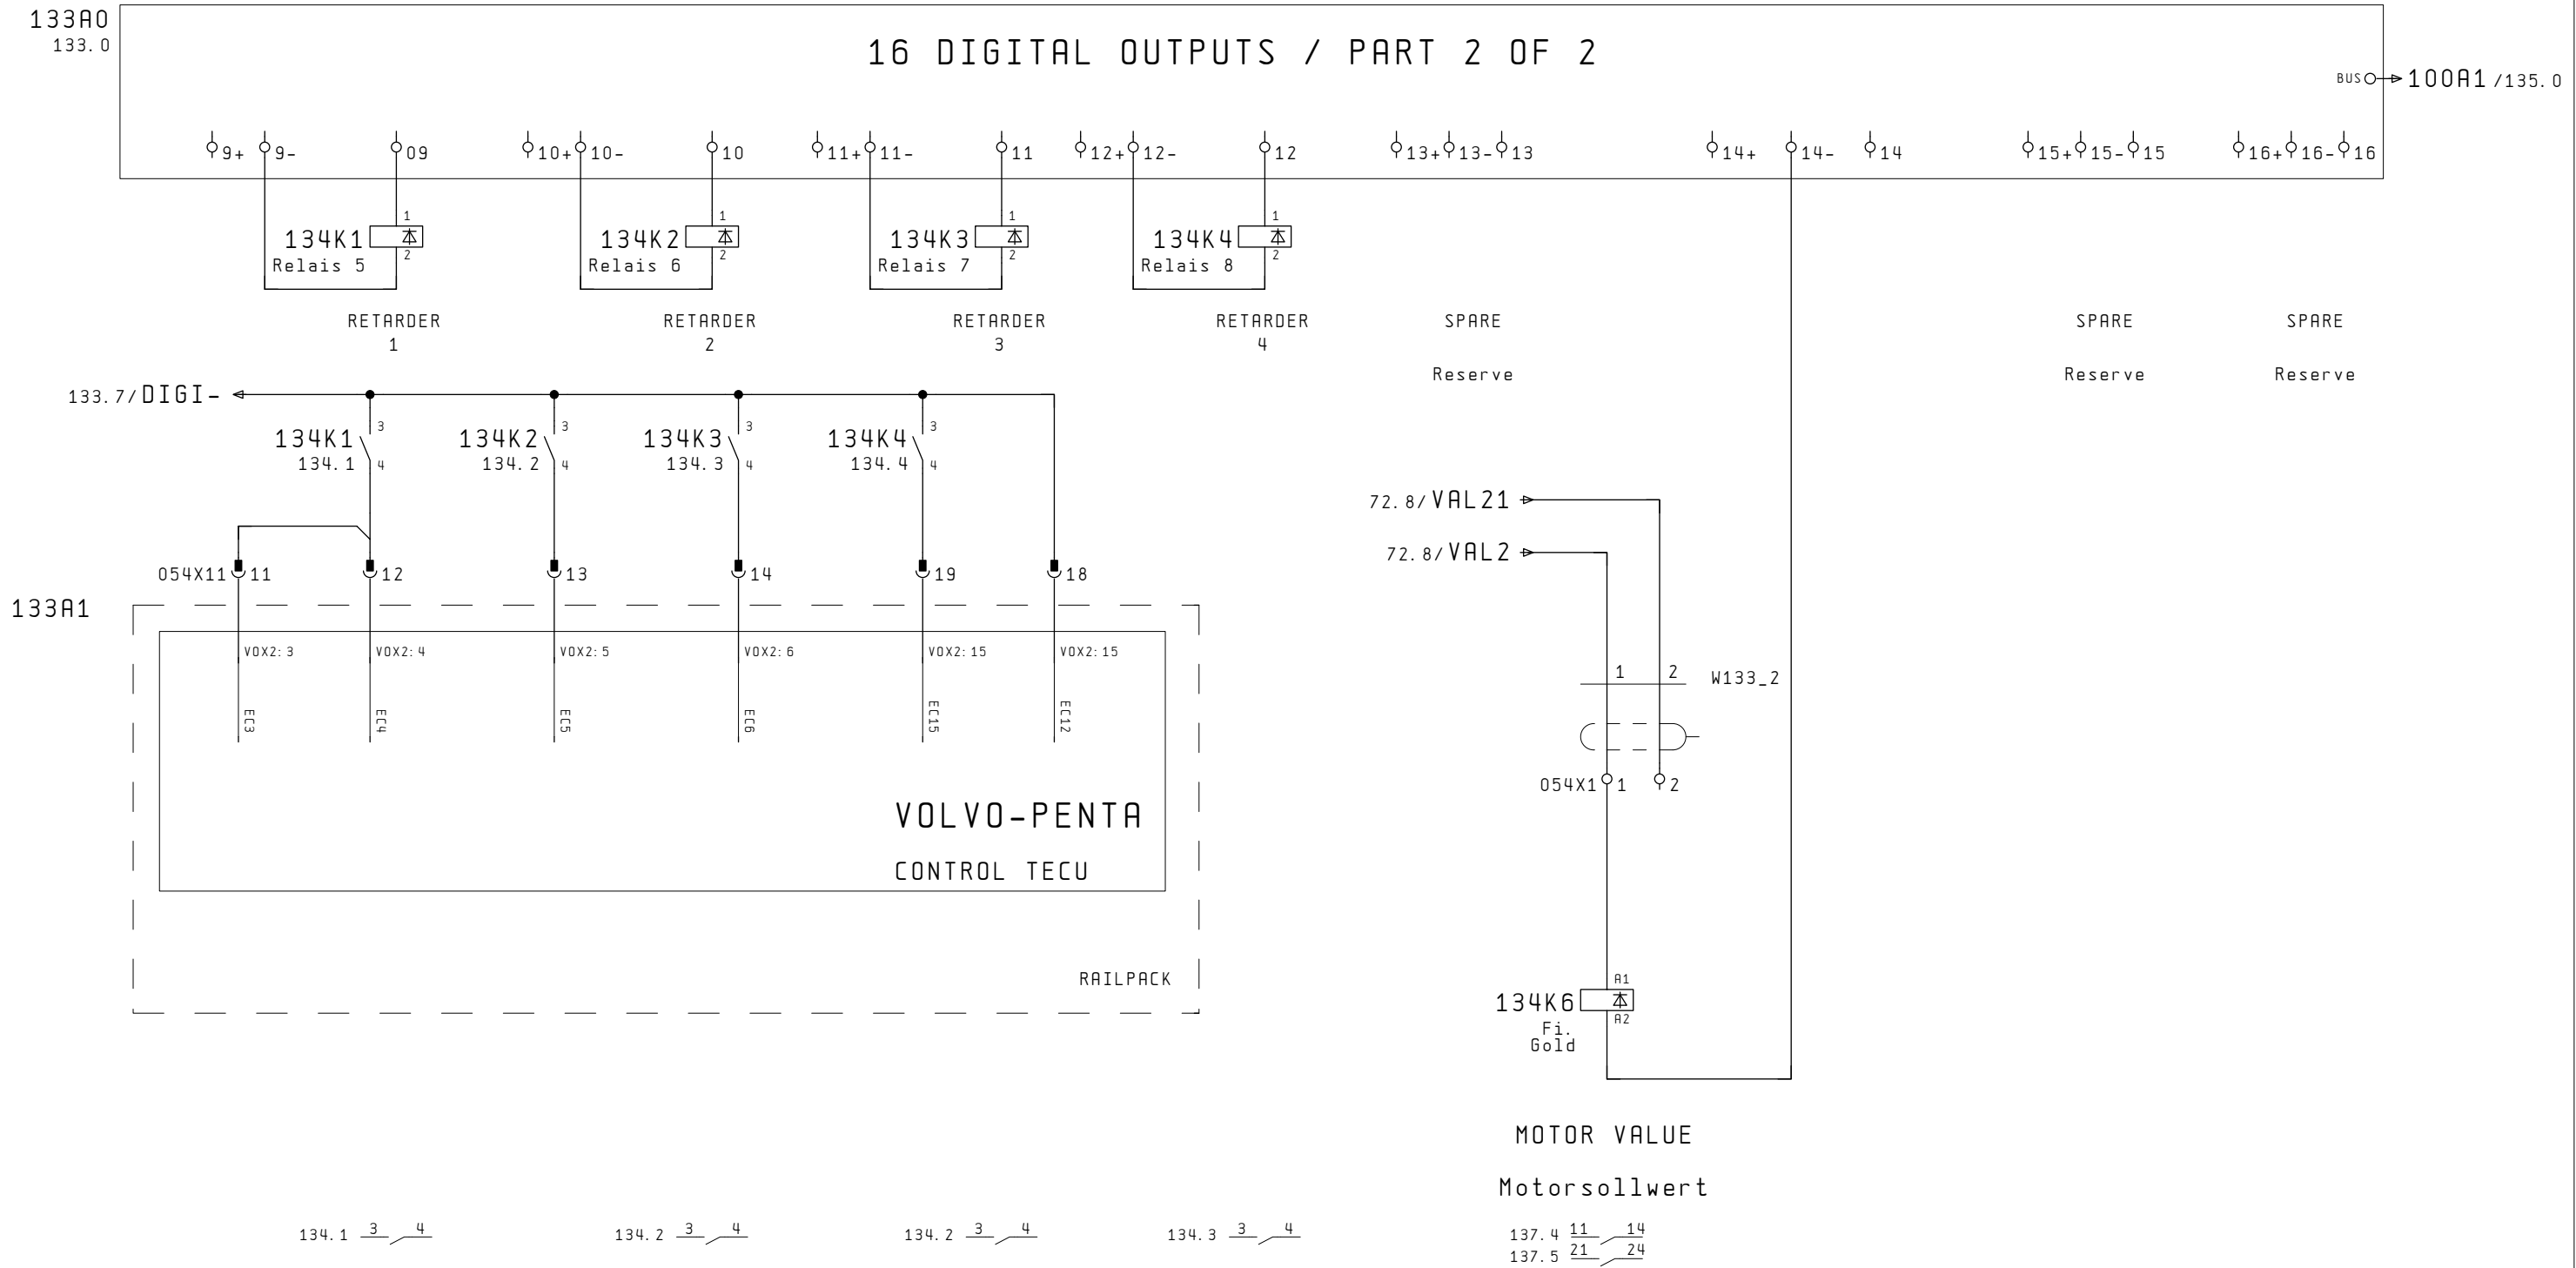 133A0
133.0
16 DIGITAL OUTPUTS / PART 2 OF 2
BUS 100A1 /135.0
9+ 9- 09 10+ 10- 10 11+ 11- 11 12+ 12- 12 13+ 13- 13 14+ 14- 14 15+ 15- 15 16+ 16- 16
1 1 1 1
134K1 134K2 134K3 134K4
2 2 2 2
Relais 5 Relais 6 Relais 7 Relais 8
RETARDER RETARDER RETARDER RETARDER SPARE SPARE SPARE
1 2 3 4
Reserve Reserve Reserve
133.7/DIGI-
3 3 3 3
134K1 134K2 134K3 134K4
134.1 4 134.2 4 134.3 4 134.4 4
72.8/VAL21
72.8/VAL2
054X11 11 12 13 14 19 18
133A1
VOX2:3 VOX2:4 VOX2:5 VOX2:6 VOX2:15 VOX2:15
1 2 W133_2
EC3 EC4 EC5 EC6 EC15 EC12
054X1 1 2
VOLVO-PENTA
CONTROL TECU
RAILPACK
A1
134K6
A2
Fi.
Gold
MOTOR VALUE
Motorsollwert
134.1 3 4 134.2 3 4 134.2 3 4 134.3 3 4 137.4 11 14
137.5 21 24